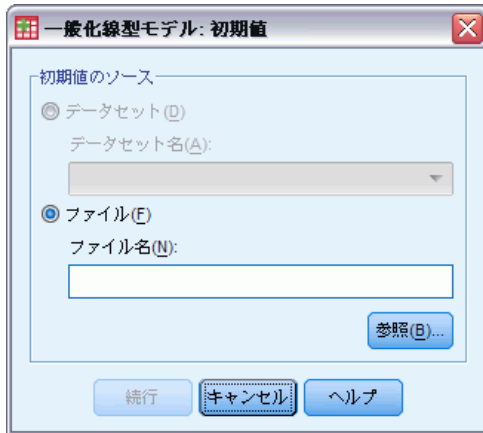 一般化線型モデル: 初期値
初期値のソース
データセット(D)
データセット名(A):
ファイル(F)
ファイル名(N):
参照(B)...
続行
キャンセル
ヘルプ